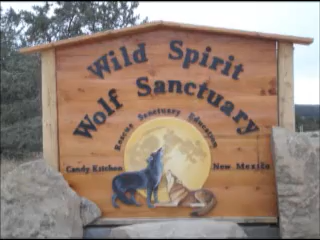 Wild Spirit
Wolf Sanctuary
Rescue Sanctuary Education
Candy Kitchen
New Mexico